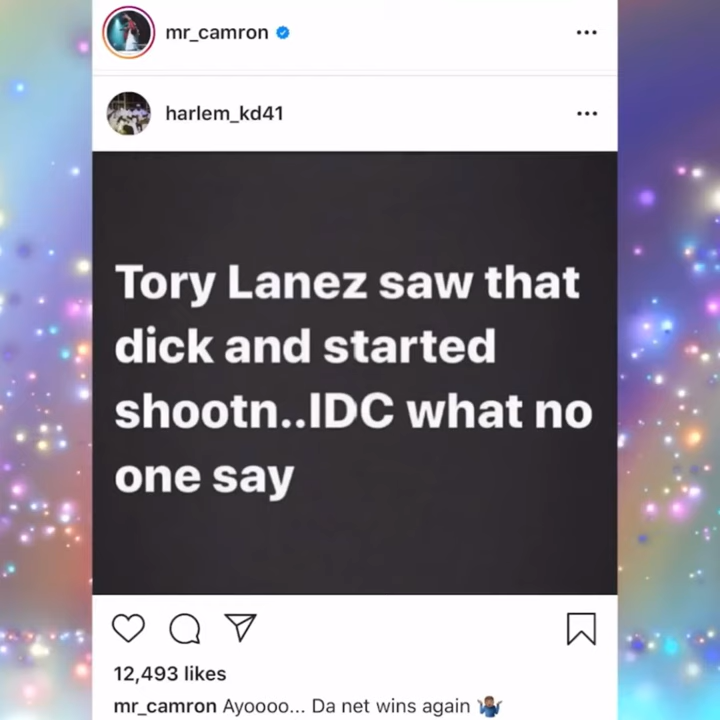 mr_camron
harlem_kd41
Tory Lanez saw that
dick and started
shootn..IDC what no
one say
12,493 likes
mr_camron Ayoooo... Da net wins again 🤷🏾‍♂️